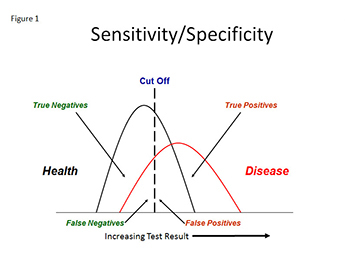 Figure 1
Sensitivity/Specificity
Cut Off
True Negatives
True Positives
Health
Disease
False Negatives
False Positives
Increasing Test Result